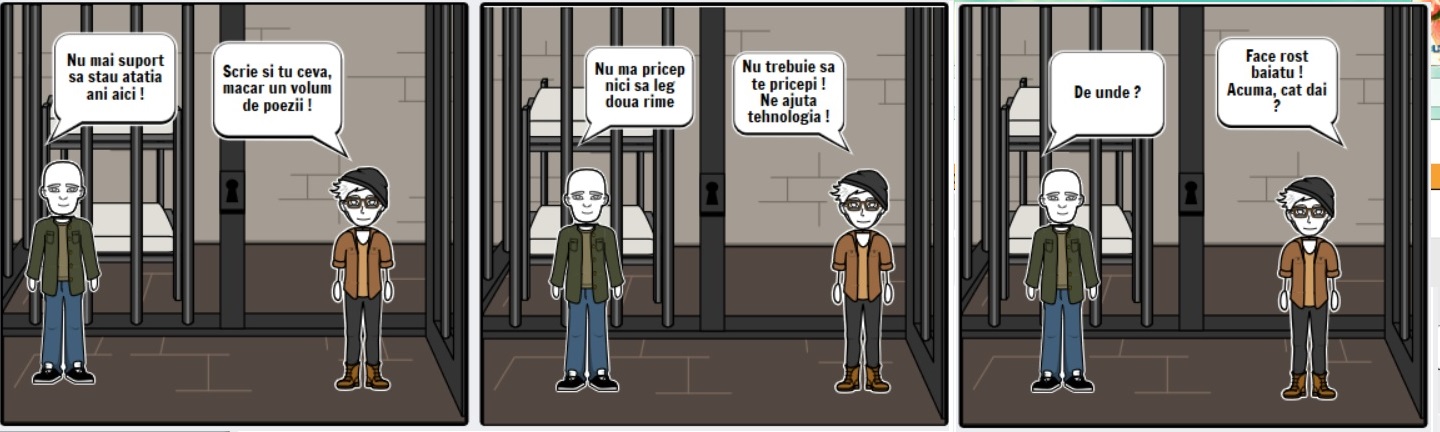 Nu mai suport
sa stau atatia
ani aici !
Scrie si tu ceva,
macar un volum
de poezii !
Nu ma pricep
nici sa leg
doua rime
Nu trebuie sa
te pricepi !
Ne ajuta
tehnologia !
De unde ?
Face rost
baiatu !
Acuma, cat dai
?